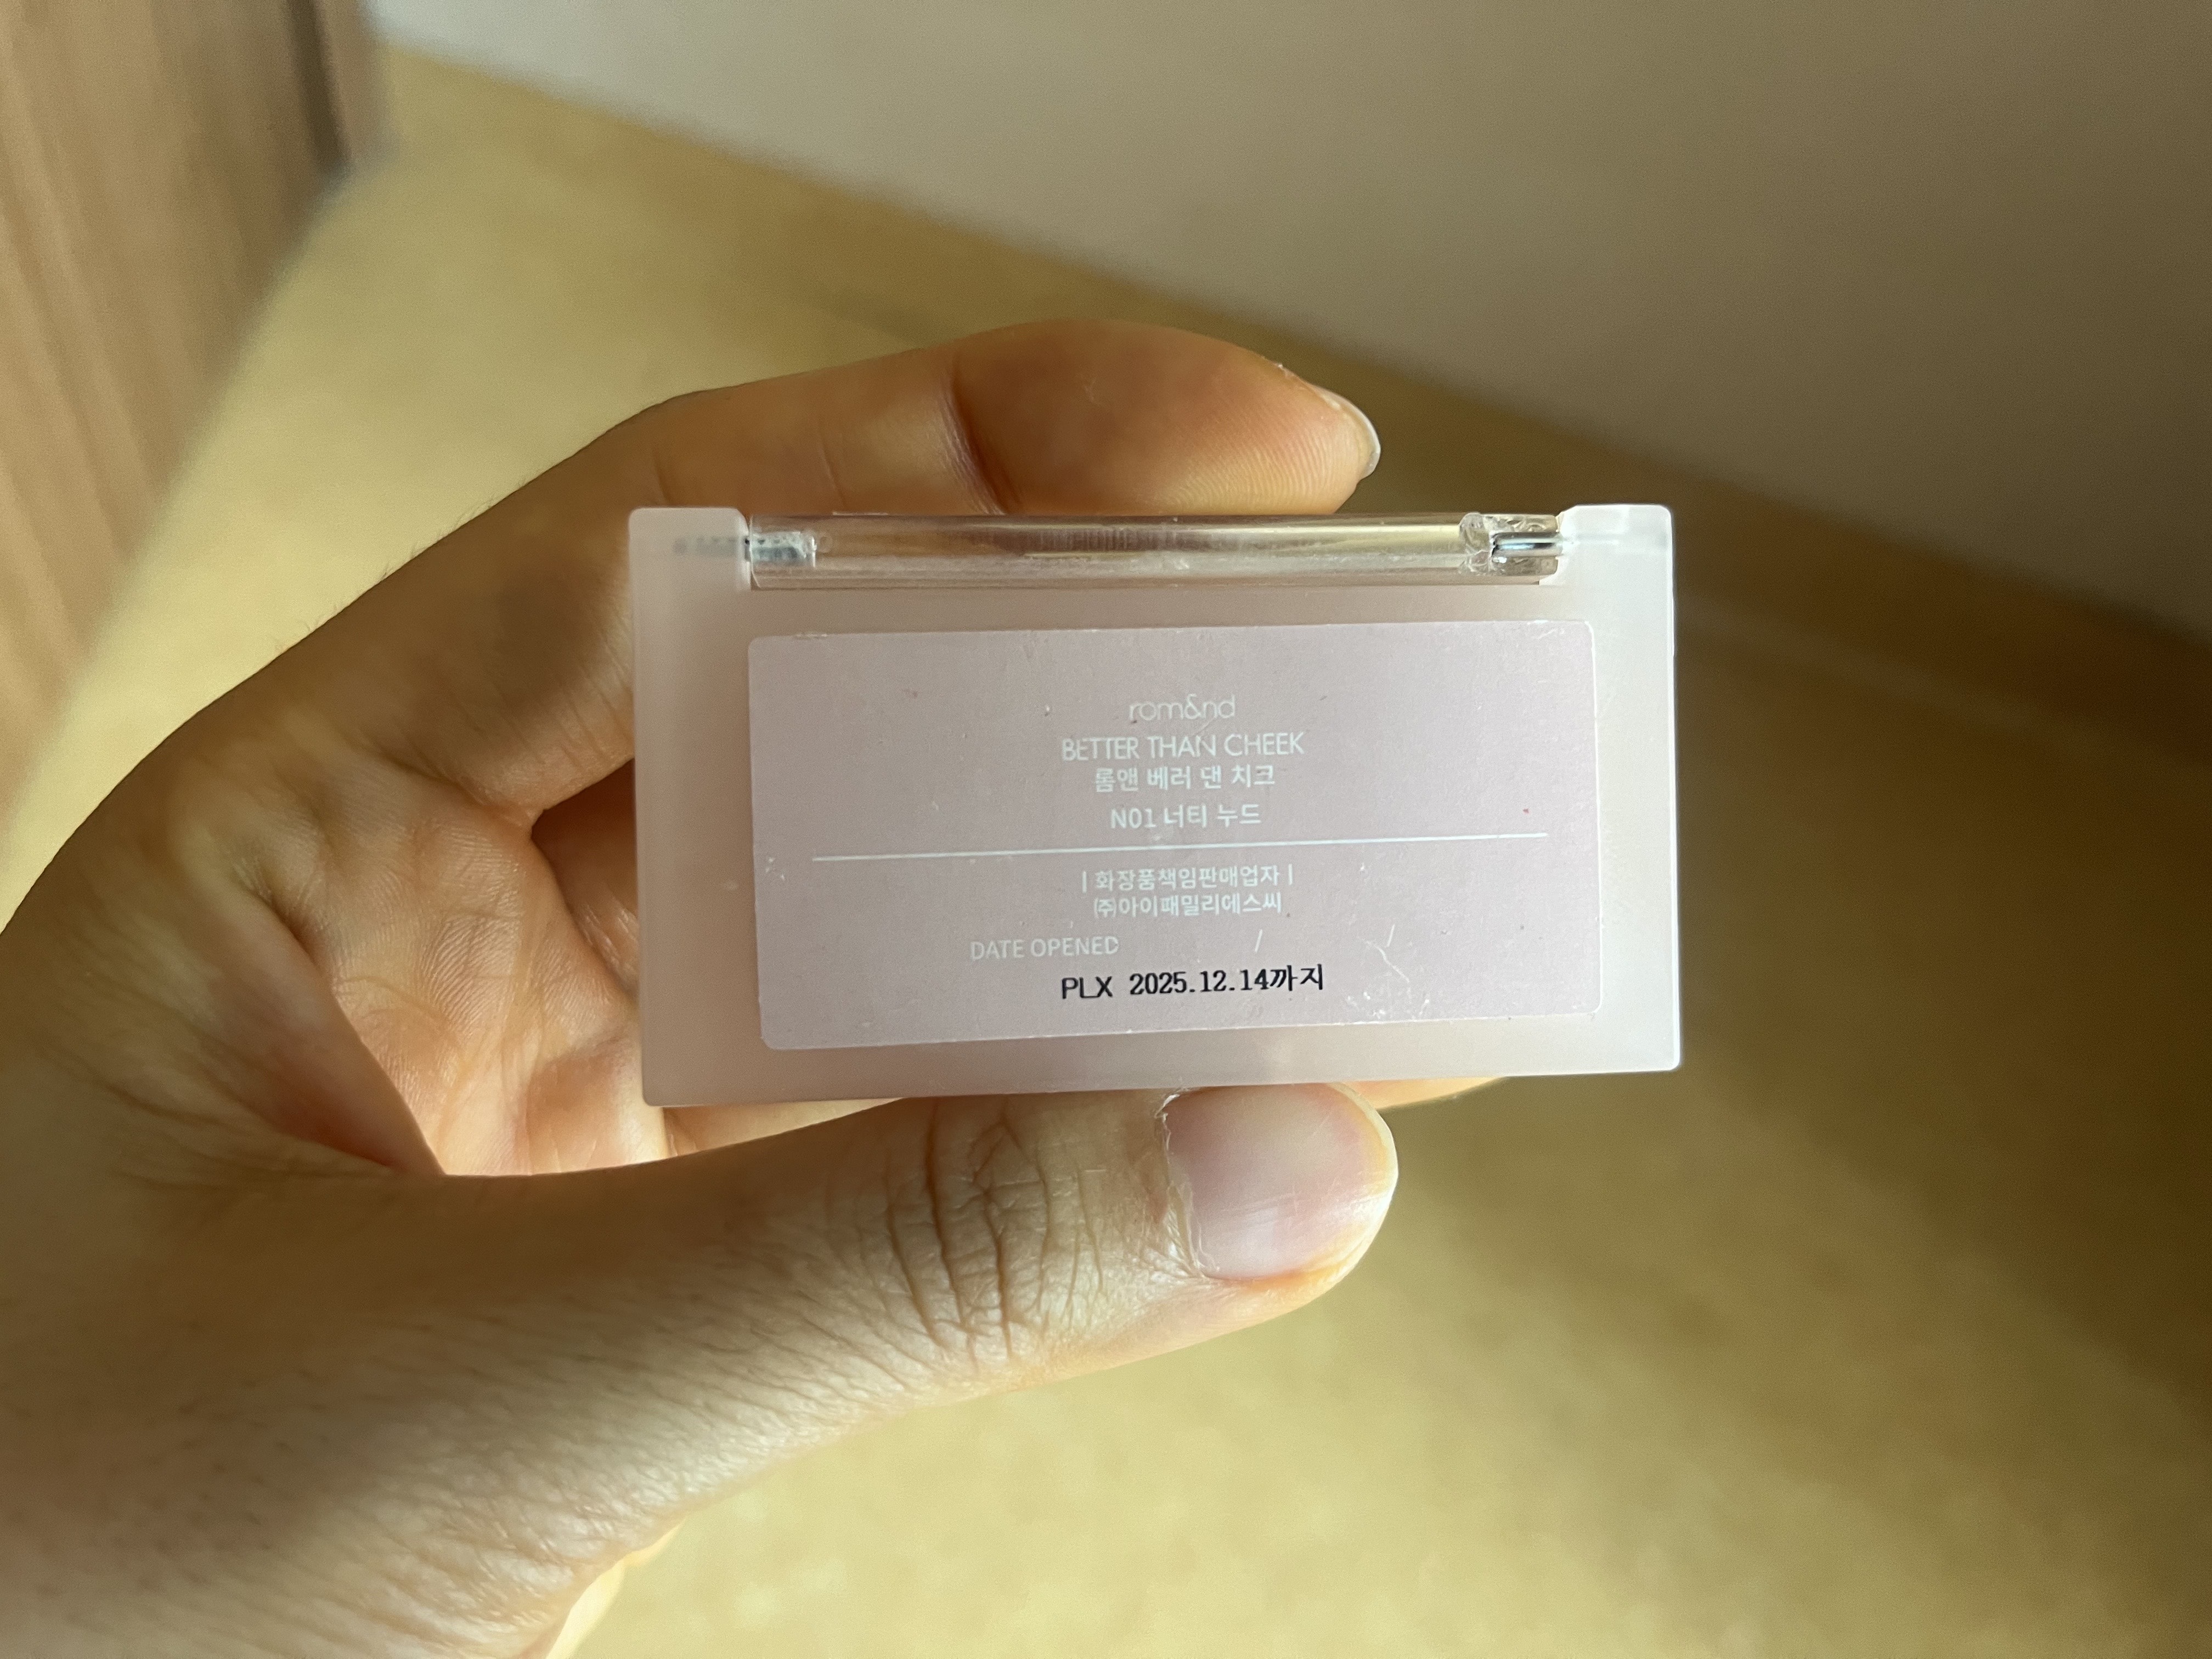 rom&nd
BETTER THAN CHEEK
롬앤 베러 댄 치크
N01 너티 누드
| 화장품책임판매업자 |
㈜아이패밀리에스씨
DATE OPENED / /
PLX 2025.12.14까지